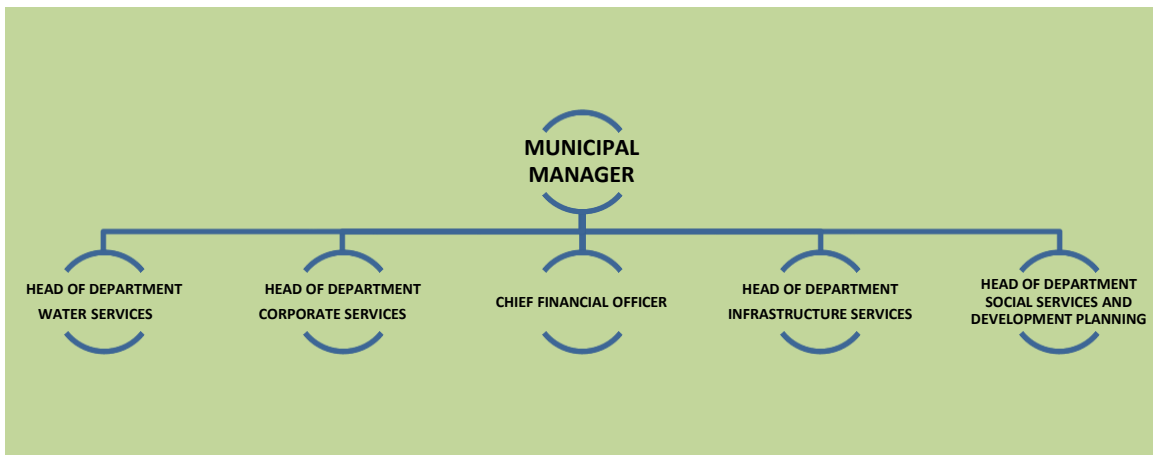 MUNICIPAL
MANAGER
HEAD OF DEPARTMENT
WATER SERVICES
HEAD OF DEPARTMENT
CORPORATE SERVICES
CHIEF FINANCIAL OFFICER
HEAD OF DEPARTMENT
INFRASTRUCTURE SERVICES
HEAD OF DEPARTMENT
SOCIAL SERVICES AND
DEVELOPMENT PLANNING